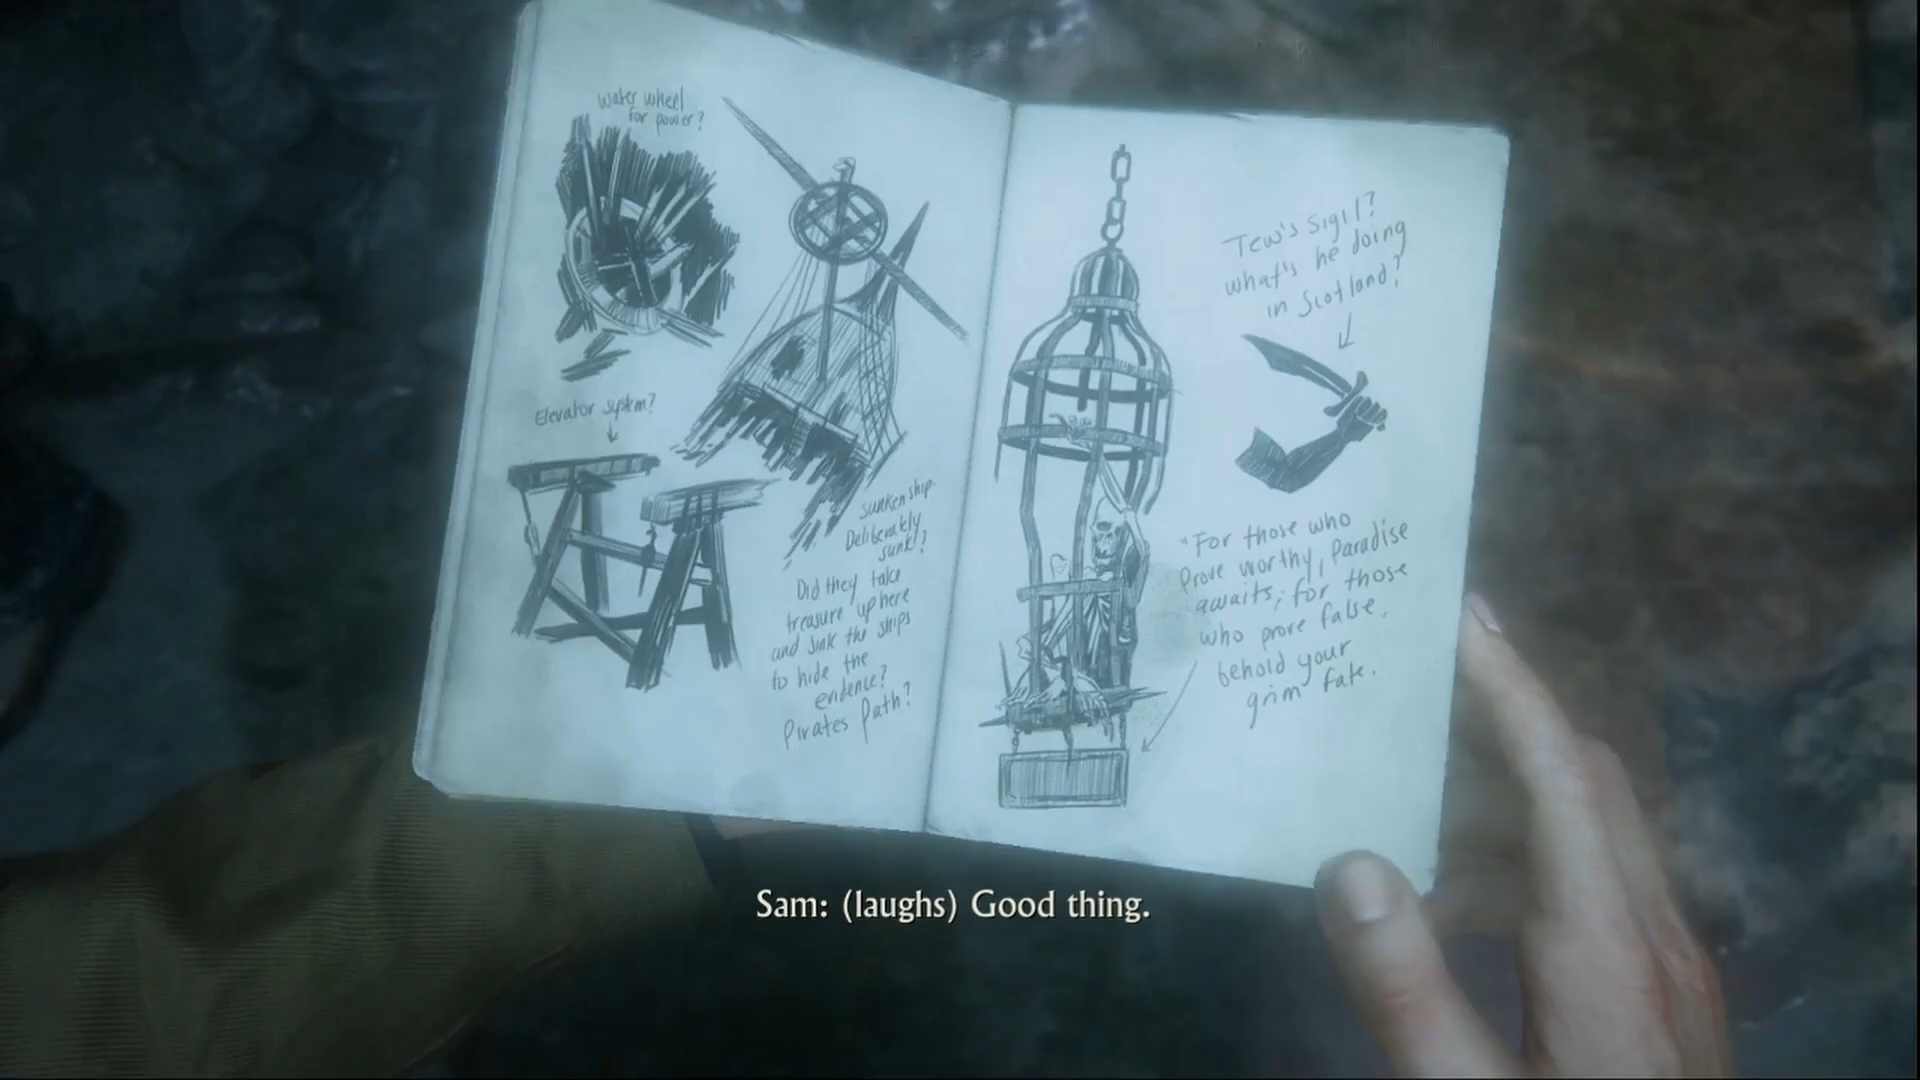 water wheel
for power?
Elevator system?
sunken ship.
Deliberately
sunk!?
Did they take
treasure up here
and sink the ships
to hide the
evidence?
Pirates Path?
Tew's sigil?
what's he doing
in Scotland?
"For those who
prove worthy, Paradise
awaits; for those
who prove false,
behold your
grim fate.
Sam: (laughs) Good thing.